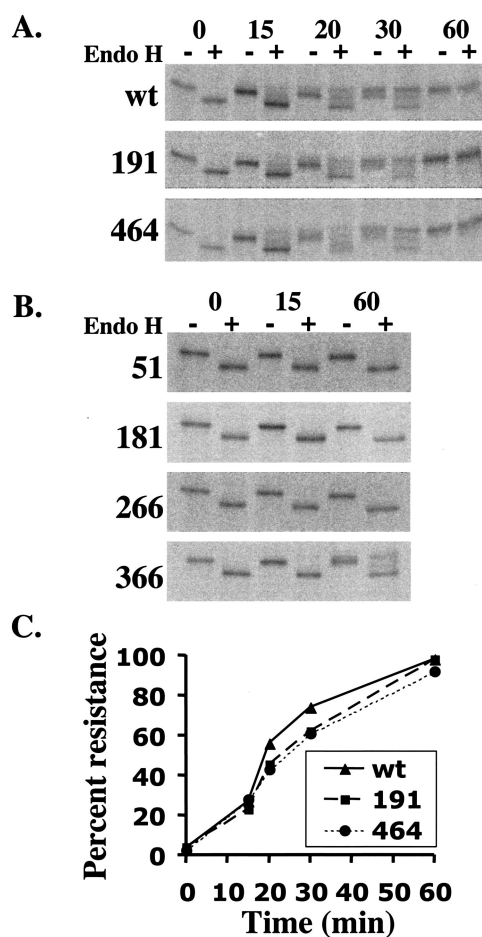 A.
0 15 20 30 60
Endo H - + - + - + - + - +
wt
191
464
B.
0 15 60
Endo H - + - + - +
51
181
266
366
C.
Percent resistance
100
80
60
40
20
0
wt
191
464
0 10 20 30 40 50 60
Time (min)